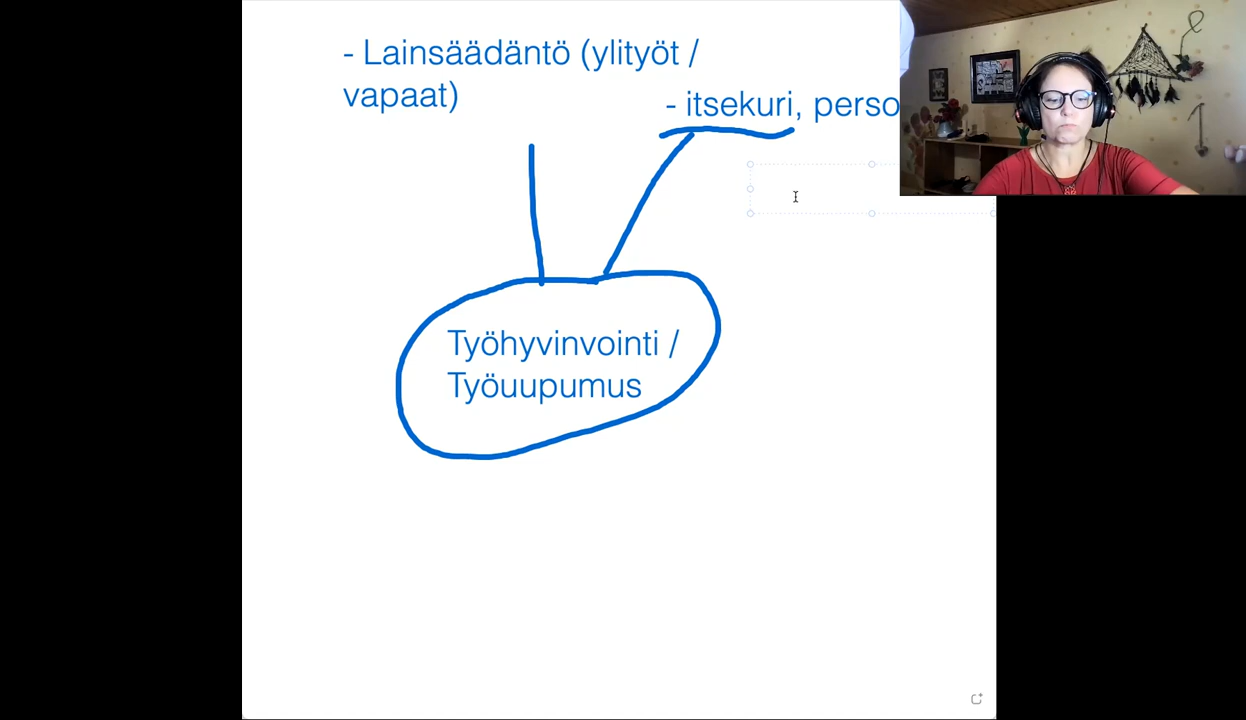 - Lainsäädäntö (ylityöt /
vapaat)
- itsekuri, perso
Työhyvinvointi /
Työuupumus